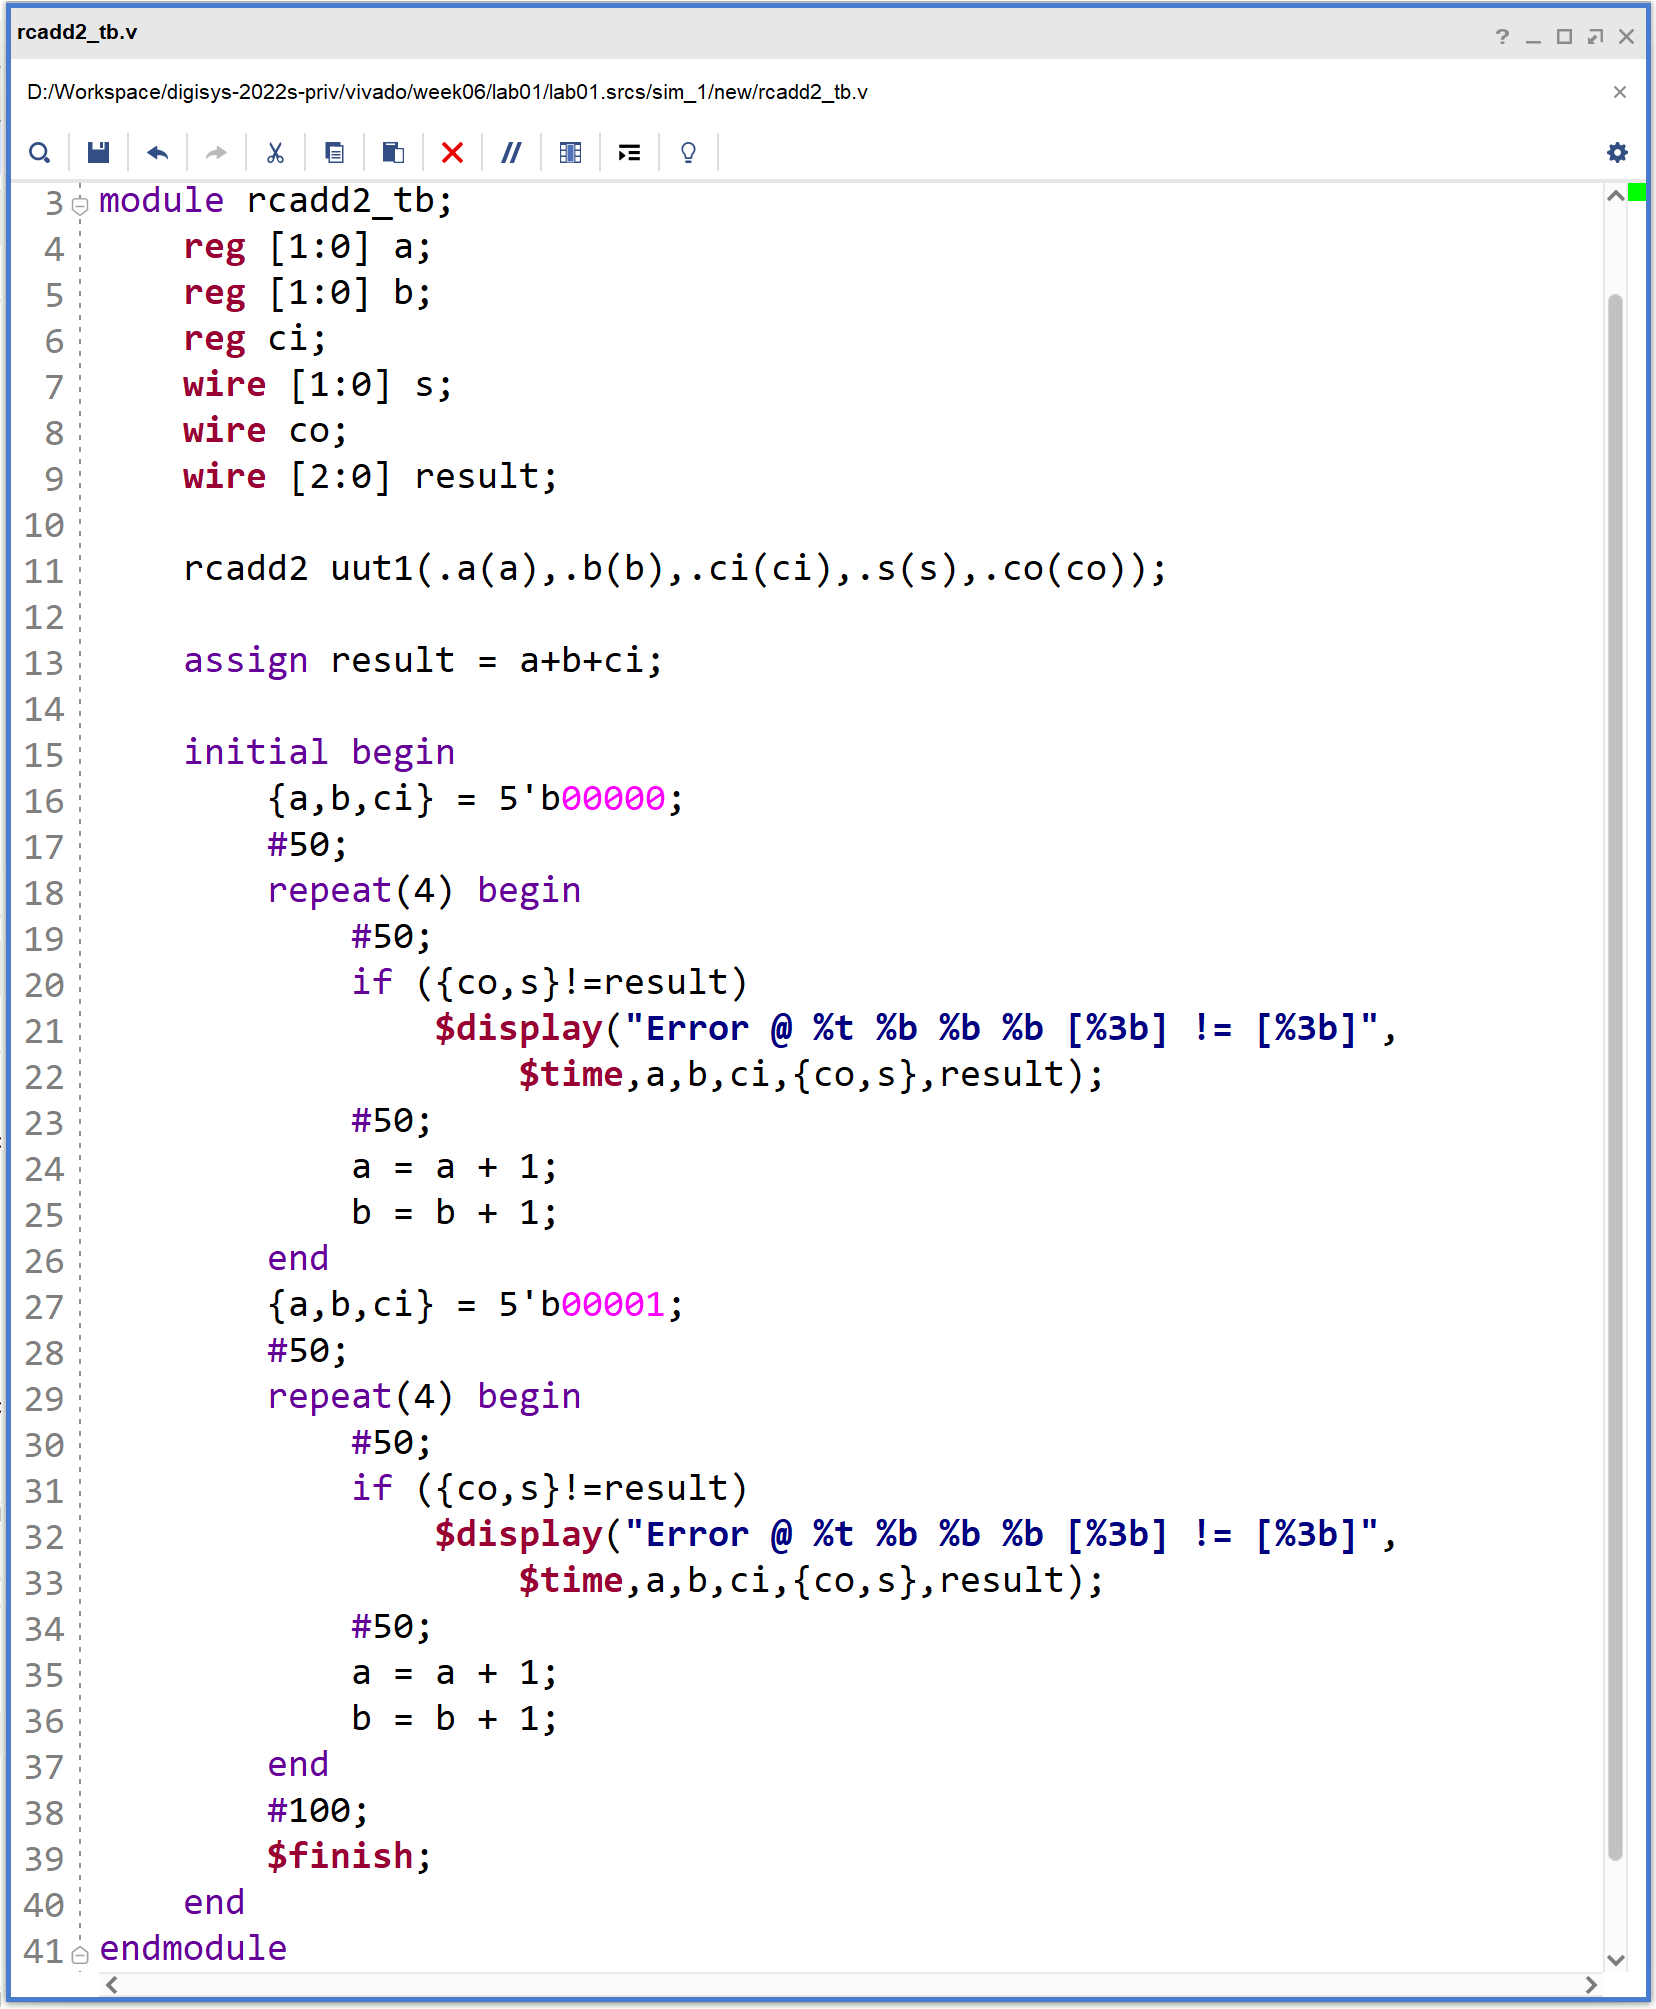 rcadd2_tb.v
D:/Workspace/digisys-2022s-priv/vivado/week06/lab01/lab01.srcs/sim_1/new/rcadd2_tb.v
3 module rcadd2_tb;
4 reg [1:0] a;
5 reg [1:0] b;
6 reg ci;
7 wire [1:0] s;
8 wire co;
9 wire [2:0] result;
10
11 rcadd2 uut1(.a(a),.b(b),.ci(ci),.s(s),.co(co));
12
13 assign result = a+b+ci;
14
15 initial begin
16 {a,b,ci} = 5'b00000;
17 #50;
18 repeat(4) begin
19 #50;
20 if ({co,s}!=result)
21 $display("Error @ %t %b %b %b [%3b] != [%3b]",
22 $time,a,b,ci,{co,s},result);
23 #50;
24 a = a + 1;
25 b = b + 1;
26 end
27 {a,b,ci} = 5'b00001;
28 #50;
29 repeat(4) begin
30 #50;
31 if ({co,s}!=result)
32 $display("Error @ %t %b %b %b [%3b] != [%3b]",
33 $time,a,b,ci,{co,s},result);
34 #50;
35 a = a + 1;
36 b = b + 1;
37 end
38 #100;
39 $finish;
40 end
41 endmodule